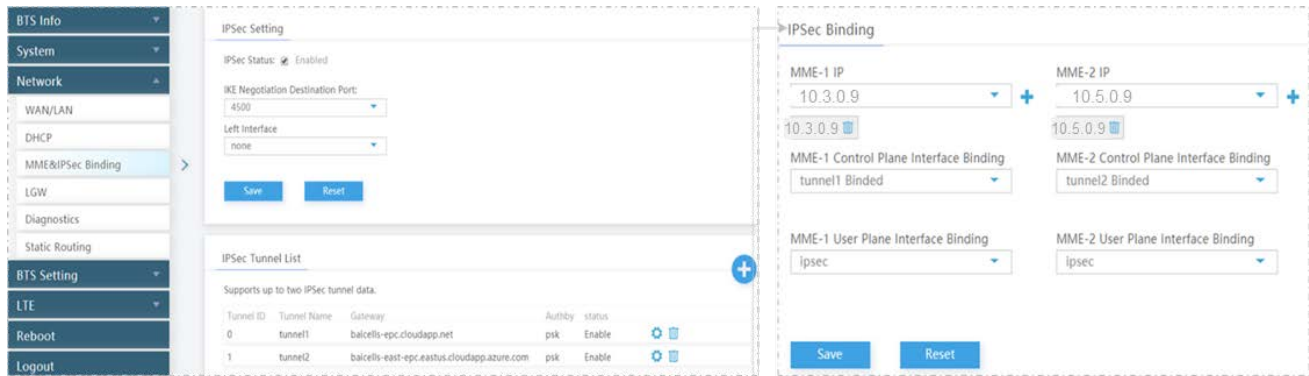 BTS Info
System
Network
WAN/LAN
DHCP
MME&IPSec Binding
LGW
Diagnostics
Static Routing
BTS Setting
LTE
Reboot
Logout
IPSec Setting
IPSec Status: Enabled
IKE Negotiation Destination Port:
4500
Left Interface
none
Save Reset
IPSec Tunnel List
Supports up to two IPSec tunnel data.
Tunnel ID Tunnel Name Gateway Authby status
0 tunnel1 baicells-epc.cloudapp.net psk Enable
1 tunnel2 baicells-east-epc.eastus.cloudapp.azure.com psk Enable
IPSec Binding
MME-1 IP MME-2 IP
10.3.0.9 10.5.0.9
10.3.0.9 10.5.0.9
MME-1 Control Plane Interface Binding MME-2 Control Plane Interface Binding
tunnel1 Binded tunnel2 Binded
MME-1 User Plane Interface Binding MME-2 User Plane Interface Binding
ipsec ipsec
Save Reset